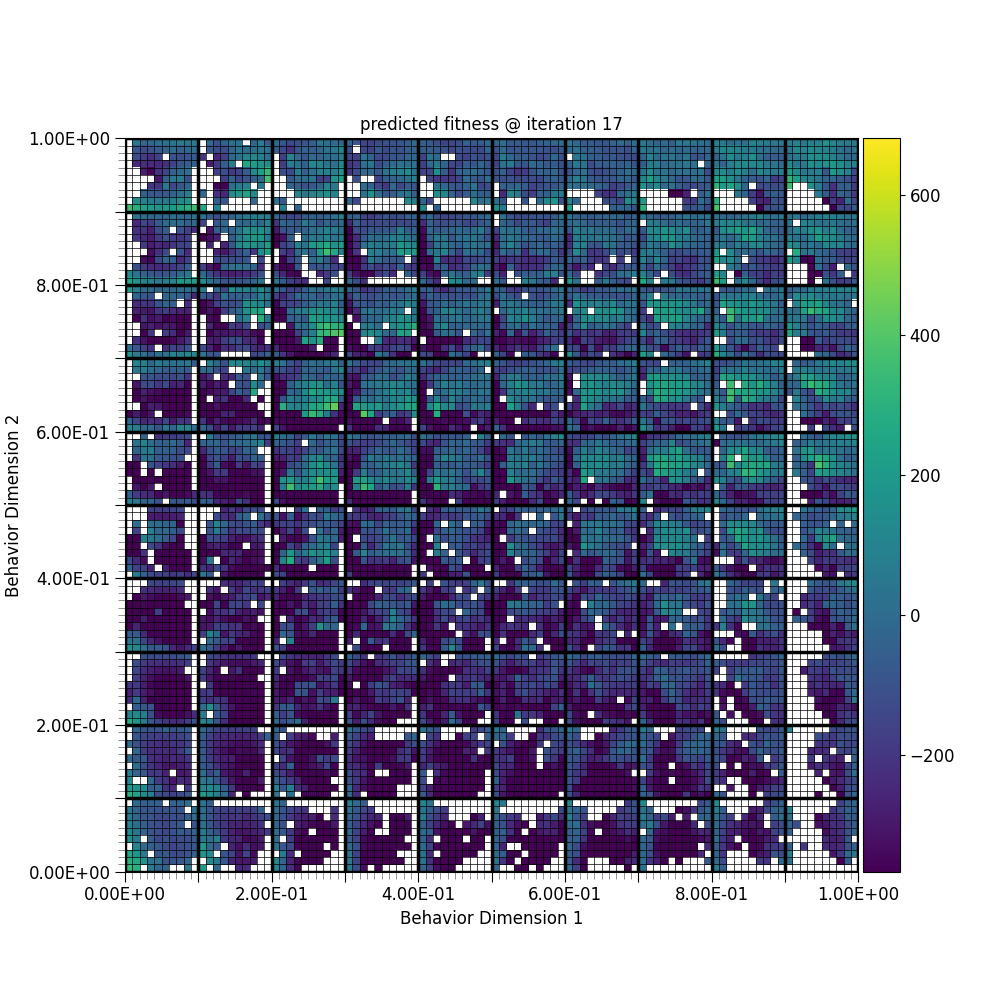 predicted fitness @ iteration 17
1.00E+00
8.00E-01
6.00E-01
4.00E-01
2.00E-01
0.00E+00
Behavior Dimension 2
0.00E+00 2.00E-01 4.00E-01 6.00E-01 8.00E-01 1.00E+00
Behavior Dimension 1
600
400
200
0
−200